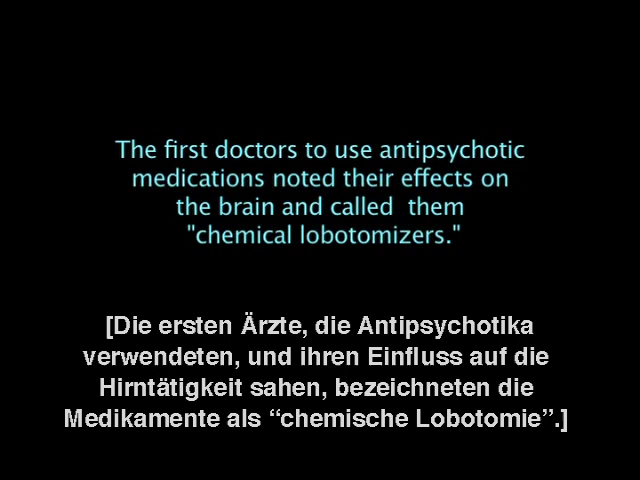 The first doctors to use antipsychotic
medications noted their effects on
the brain and called  them
"chemical lobotomizers."
[Die ersten Ärzte, die Antipsychotika
verwendeten, und ihren Einfluss auf die
Hirntätigkeit sahen, bezeichneten die
Medikamente als “chemische Lobotomie”.]